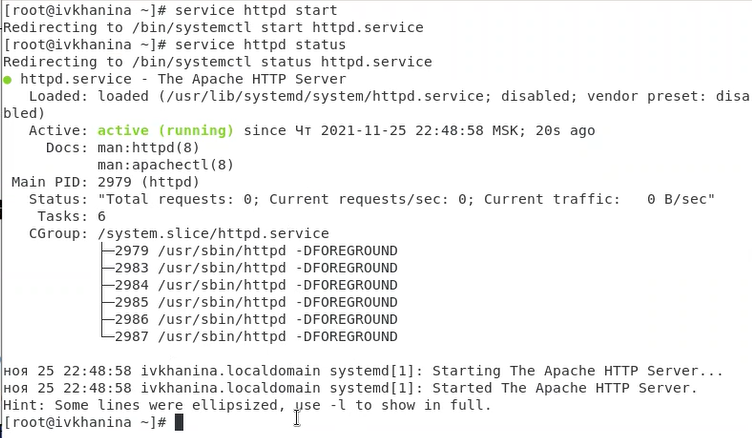 [root@ivkhanina ~]# service httpd start
Redirecting to /bin/systemctl start httpd.service
[root@ivkhanina ~]# service httpd status
Redirecting to /bin/systemctl status httpd.service
● httpd.service - The Apache HTTP Server
   Loaded: loaded (/usr/lib/systemd/system/httpd.service; disabled; vendor preset: disa
bled)
   Active: active (running) since Чт 2021-11-25 22:48:58 MSK; 20s ago
     Docs: man:httpd(8)
           man:apachectl(8)
 Main PID: 2979 (httpd)
   Status: "Total requests: 0; Current requests/sec: 0; Current traffic:   0 B/sec"
    Tasks: 6
   CGroup: /system.slice/httpd.service
           ├─2979 /usr/sbin/httpd -DFOREGROUND
           ├─2983 /usr/sbin/httpd -DFOREGROUND
           ├─2984 /usr/sbin/httpd -DFOREGROUND
           ├─2985 /usr/sbin/httpd -DFOREGROUND
           ├─2986 /usr/sbin/httpd -DFOREGROUND
           └─2987 /usr/sbin/httpd -DFOREGROUND

ноя 25 22:48:58 ivkhanina.localdomain systemd[1]: Starting The Apache HTTP Server...
ноя 25 22:48:58 ivkhanina.localdomain systemd[1]: Started The Apache HTTP Server.
Hint: Some lines were ellipsized, use -l to show in full.
[root@ivkhanina ~]#